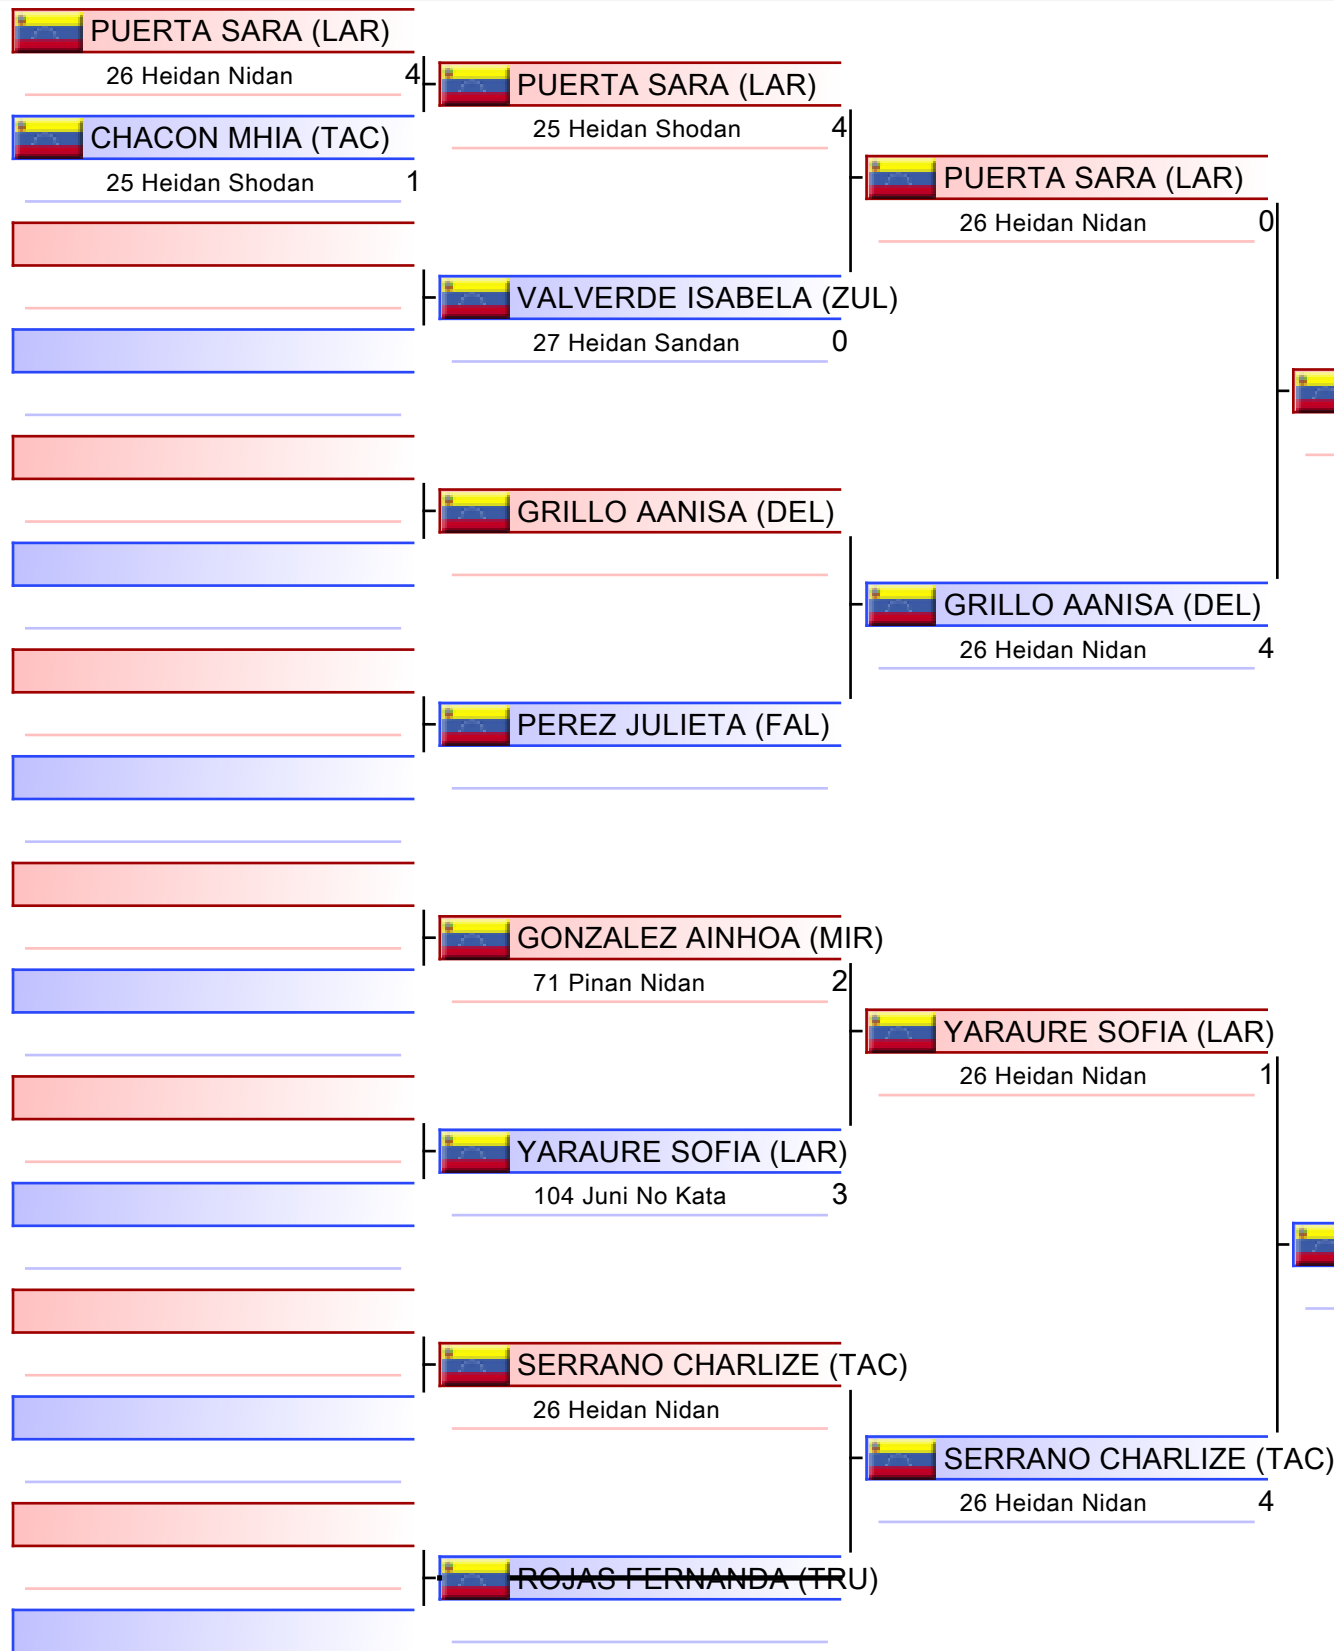 PUERTA SARA (LAR)
26 Heidan Nidan 4
CHACON MHIA (TAC)
25 Heidan Shodan 1
PUERTA SARA (LAR)
25 Heidan Shodan 4
VALVERDE ISABELA (ZUL)
27 Heidan Sandan 0
GRILLO AANISA (DEL)
PEREZ JULIETA (FAL)
GONZALEZ AINHOA (MIR)
71 Pinan Nidan 2
YARAURE SOFIA (LAR)
104 Juni No Kata 3
SERRANO CHARLIZE (TAC)
26 Heidan Nidan
ROJAS FERNANDA (TRU)
PUERTA SARA (LAR)
26 Heidan Nidan 0
GRILLO AANISA (DEL)
26 Heidan Nidan 4
YARAURE SOFIA (LAR)
26 Heidan Nidan 1
SERRANO CHARLIZE (TAC)
26 Heidan Nidan 4